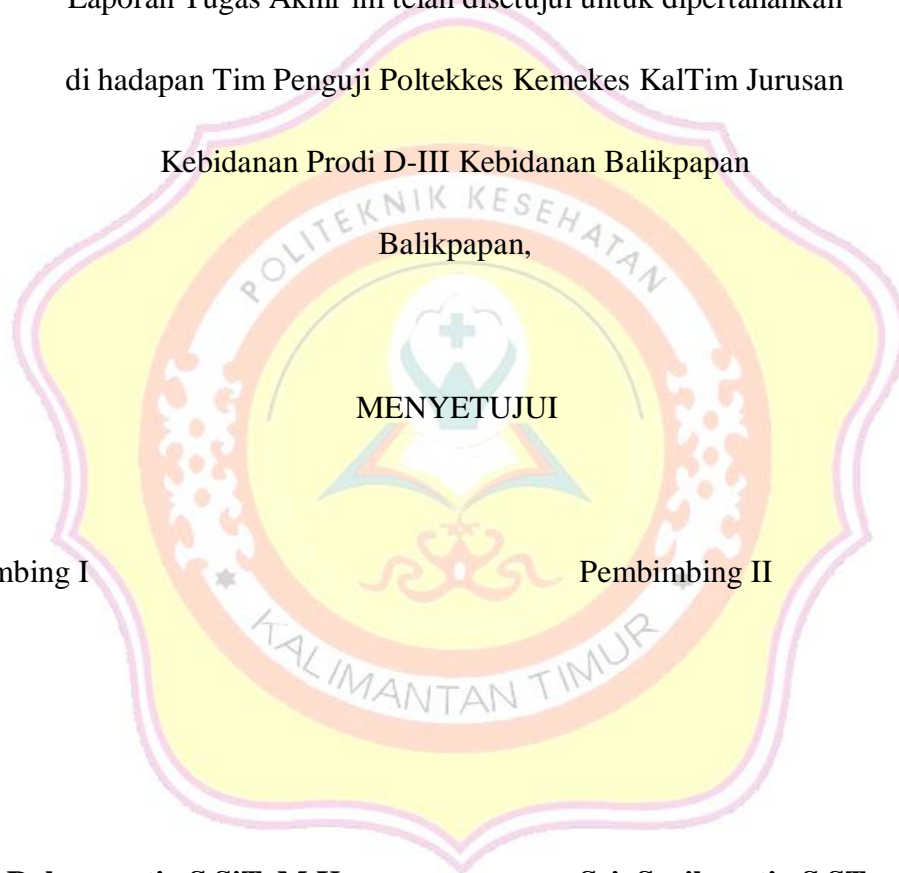 Laporan Tugas Akhir ini telah disetujui untuk dipertahankan
di hadapan Tim Penguji Poltekkes Kemekes KalTim Jurusan
Kebidanan Prodi D-III Kebidanan Balikpapan
POLITEKNIK KESEHATAN
Balikpapan,
MENYETUJUI
mbing I Pembimbing II
KALIMANTAN TIMUR